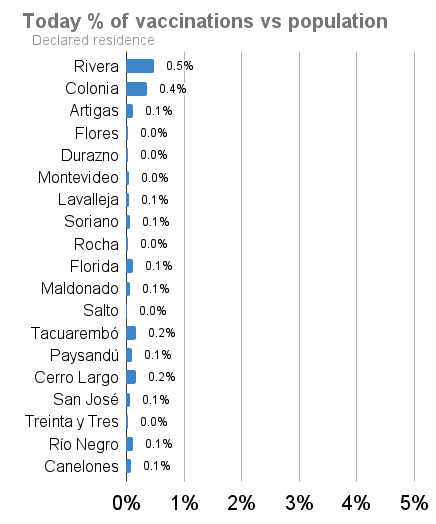 Today % of vaccinations vs population
Declared residence
Rivera 0.5%
Colonia 0.4%
Artigas 0.1%
Flores 0.0%
Durazno 0.0%
Montevideo 0.0%
Lavalleja 0.1%
Soriano 0.1%
Rocha 0.0%
Florida 0.1%
Maldonado 0.1%
Salto 0.0%
Tacuarembó 0.2%
Paysandú 0.1%
Cerro Largo 0.2%
San José 0.1%
Treinta y Tres 0.0%
Río Negro 0.1%
Canelones 0.1%
0% 1% 2% 3% 4% 5%